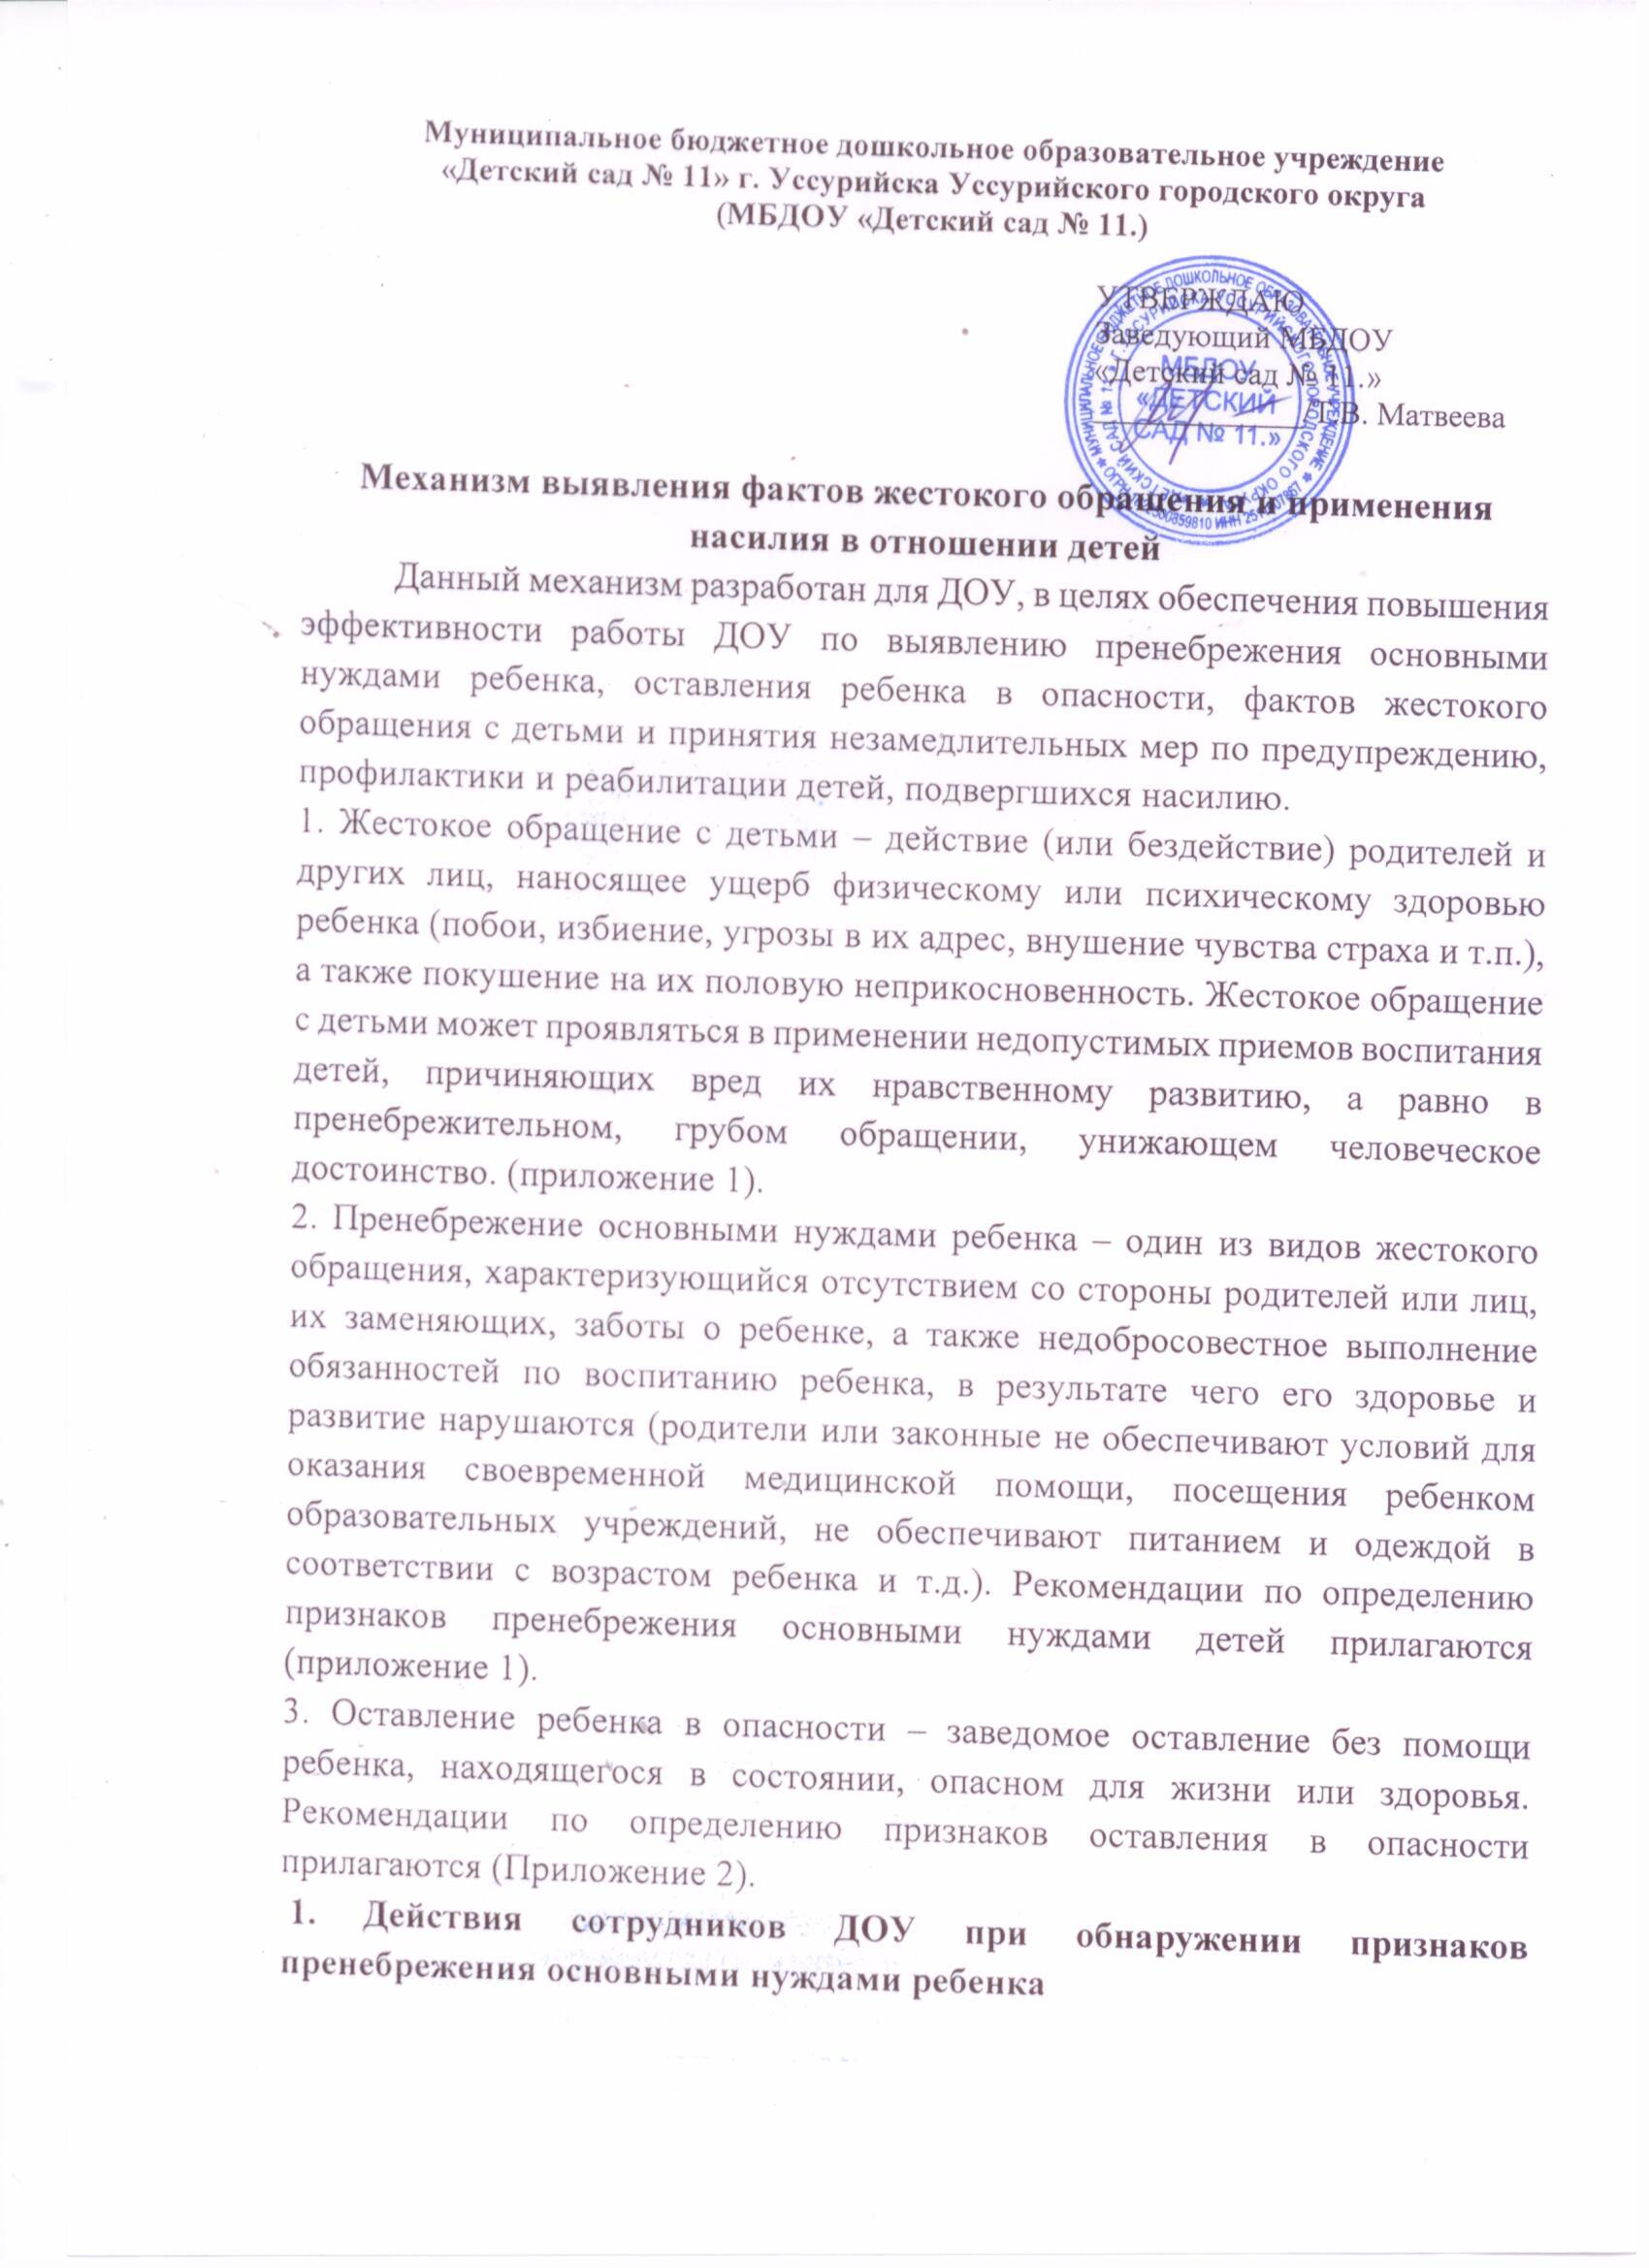 Муниципальное бюджетное дошкольное образовательное учреждение
«Детский сад № 11» г. Уссурийска Уссурийского городского округа
(МБДОУ «Детский сад № 11.)
УТВЕРЖДАЮ
Заведующий МБДОУ
«Детский сад № 11.»
Матвеева
МБДОУ
«ДЕТСКИЙ
САД № 11.»
Механизм выявления фактов жестокого обращения и применения
насилия в отношении детей
Данный механизм разработан для ДОУ, в целях обеспечения повышения
эффективности работы ДОУ по выявлению пренебрежения основными
нуждами ребенка, оставления ребенка в опасности, фактов жестокого
обращения с детьми и принятия незамедлительных мер по предупреждению,
профилактики и реабилитации детей, подвергшихся насилию.
1. Жестокое обращение с детьми – действие (или бездействие) родителей и
других лиц, наносящее ущерб физическому или психическому здоровью
ребенка (побои, избиение, угрозы в их адрес, внушение чувства страха и т.п.),
а также покушение на их половую неприкосновенность. Жестокое обращение
с детьми может проявляться в применении недопустимых приемов воспитания
детей, причиняющих вред их нравственному развитию, а равно в
пренебрежительном, грубом обращении, унижающем человеческое
достоинство. (приложение 1).
2. Пренебрежение основными нуждами ребенка – один из видов жестокого
обращения, характеризующийся отсутствием со стороны родителей или лиц,
их заменяющих, заботы о ребенке, а также недобросовестное выполнение
обязанностей по воспитанию ребенка, в результате чего его здоровье и
развитие нарушаются (родители или законные не обеспечивают условий для
оказания своевременной медицинской помощи, посещения ребенком
образовательных учреждений, не обеспечивают питанием и одеждой в
соответствии с возрастом ребенка и т.д.). Рекомендации по определению
признаков пренебрежения основными нуждами детей прилагаются
(приложение 1).
3. Оставление ребенка в опасности – заведомое оставление без помощи
ребенка, находящегося в состоянии, опасном для жизни или здоровья.
Рекомендации по определению признаков оставления в опасности
прилагаются (Приложение 2).
1. Действия сотрудников ДОУ при обнаружении признаков
пренебрежения основными нуждами ребенка